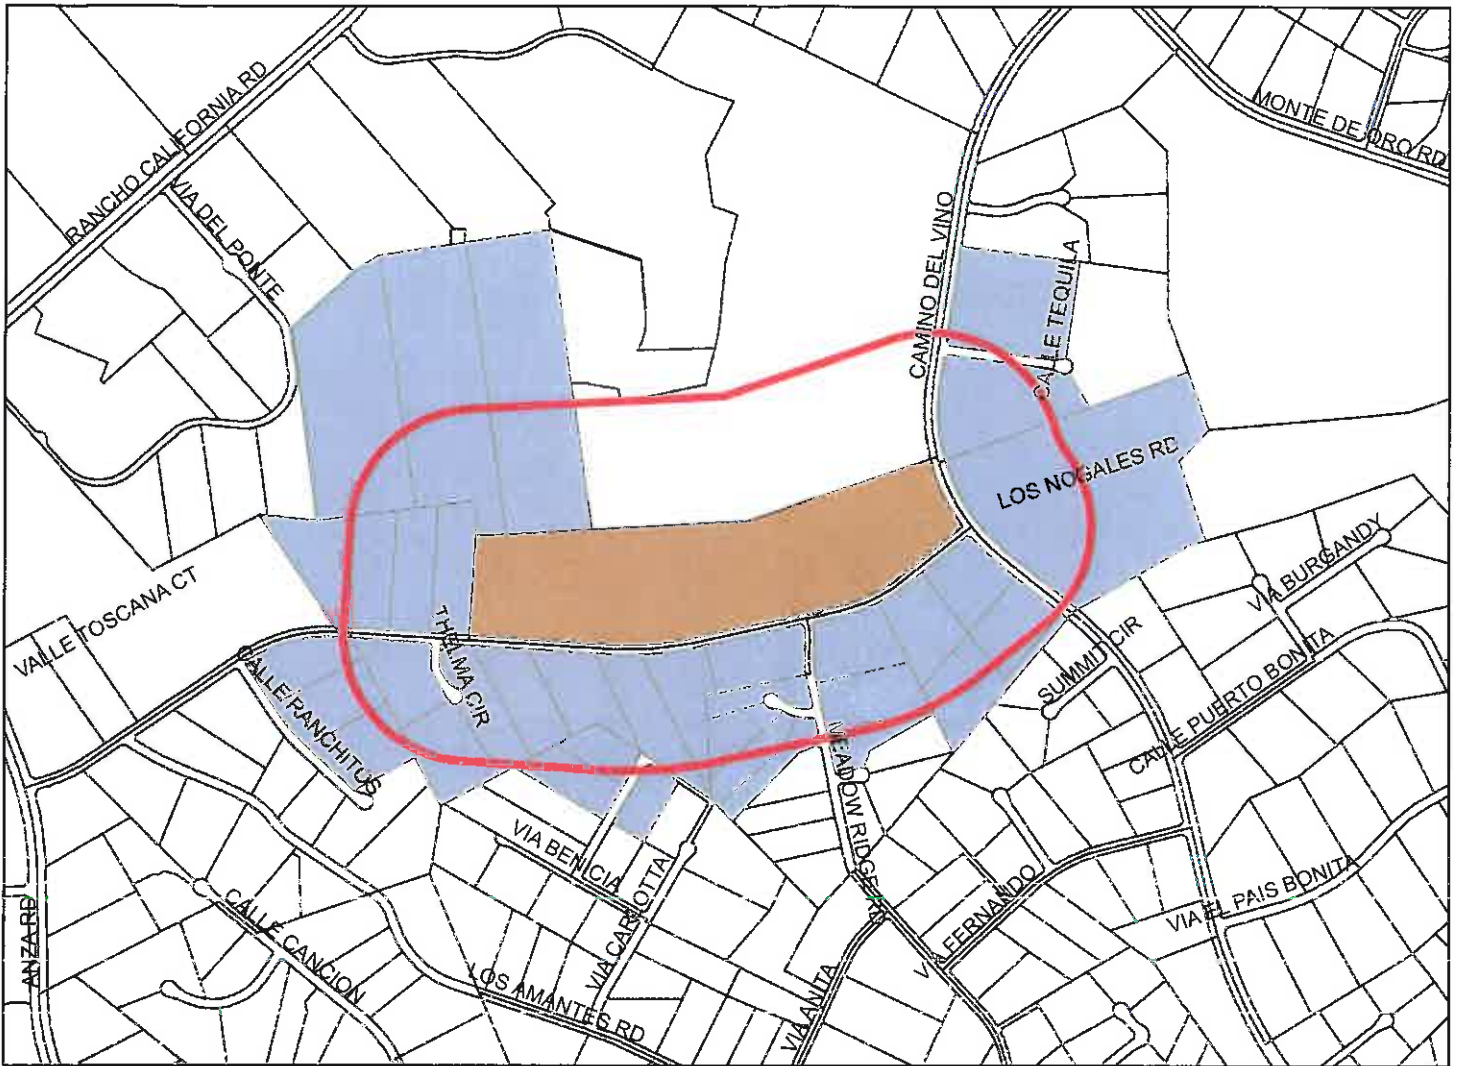 RANCHO CALIFORNIA RD
MONTE DE ORO RD
VIA DEL PONTE
CAMINO DEL VINO
CALLE TEQUILA
LOS NOGALES RD
VIA BURGANDY
VALLE TOSCANA CT
THELMA CIR
SUMMIT CIR
CALLE PUERTO BONITA
CALLE RANCHITOS
MEADOW RIDGE RD
VIA BENICIA
VIA CARLOTTA
VIA FERNANDO
VIA EL PAIS BONITA
ANZA RD
CALLE CANCION
LOS AMANTES RD
VIA ANITA